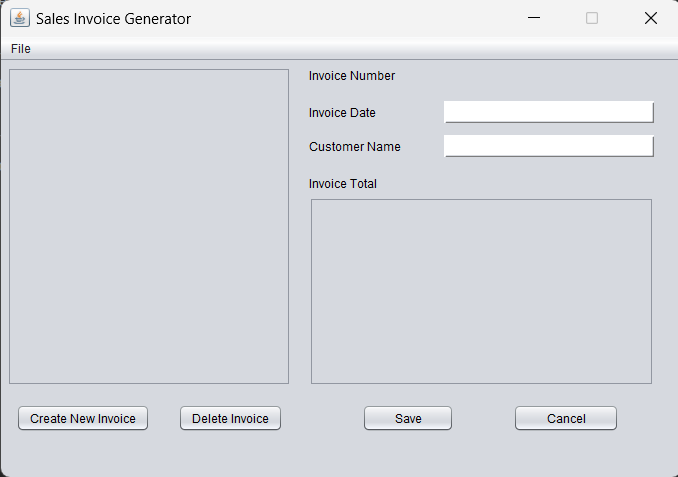 Sales Invoice Generator
File
Invoice Number
Invoice Date
Customer Name
Invoice Total
Create New Invoice
Delete Invoice
Save
Cancel